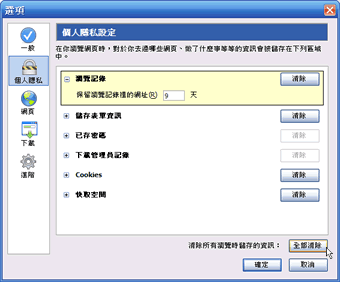 選項
一般
個人隱私
網頁
下載
進階
個人隱私設定
在你瀏覽網頁時，對於你去過哪些網頁、做了什麼事等等的資訊會被儲存在下列區域中。
瀏覽記錄
清除
保留瀏覽記錄檔的網址(R) 9 天
儲存表單資訊
清除
已存密碼
清除
下載管理員記錄
清除
Cookies
清除
快取空間
清除
清除所有瀏覽時儲存的資訊：
全部清除
確定
取消